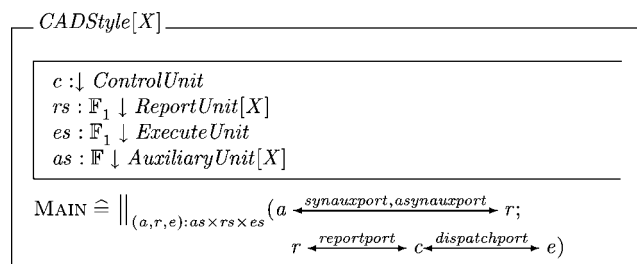 CADStyle[X]
c :↓ ControlUnit
rs : 𝔽₁ ↓ ReportUnit[X]
es : 𝔽₁ ↓ ExecuteUnit
as : 𝔽 ↓ AuxiliaryUnit[X]
MAIN ≙ ‖(a,r,e):as×rs×es (a ←synauxport,asynauxport→ r;
r ←reportport→ c ←dispatchport→ e)